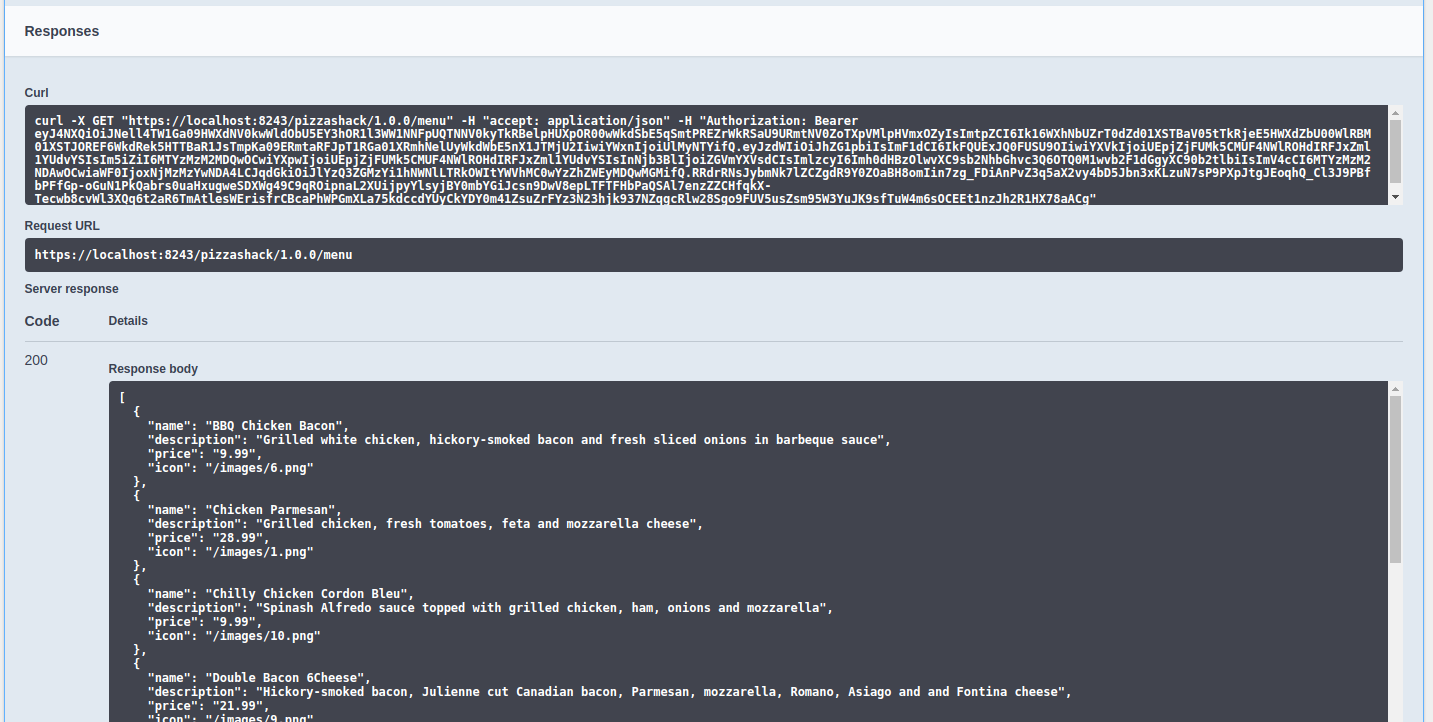 Responses
Curl
curl -X GET "https://localhost:8243/pizzashack/1.0.0/menu" -H "accept: application/json" -H "Authorization: Bearer
Request URL
https://localhost:8243/pizzashack/1.0.0/menu
Server response
Code
Details
200
Response body
[
{
"name": "BBQ Chicken Bacon",
"description": "Grilled white chicken, hickory-smoked bacon and fresh sliced onions in barbeque sauce",
"price": "9.99",
"icon": "/images/6.png"
},
{
"name": "Chicken Parmesan",
"description": "Grilled chicken, fresh tomatoes, feta and mozzarella cheese",
"price": "28.99",
"icon": "/images/1.png"
},
{
"name": "Chilly Chicken Cordon Bleu",
"description": "Spinash Alfredo sauce topped with grilled chicken, ham, onions and mozzarella",
"price": "9.99",
"icon": "/images/10.png"
},
{
"name": "Double Bacon 6Cheese",
"description": "Hickory-smoked bacon, Julienne cut Canadian bacon, Parmesan, mozzarella, Romano, Asiago and and Fontina cheese",
"price": "21.99",
"icon": "/images/9.png"